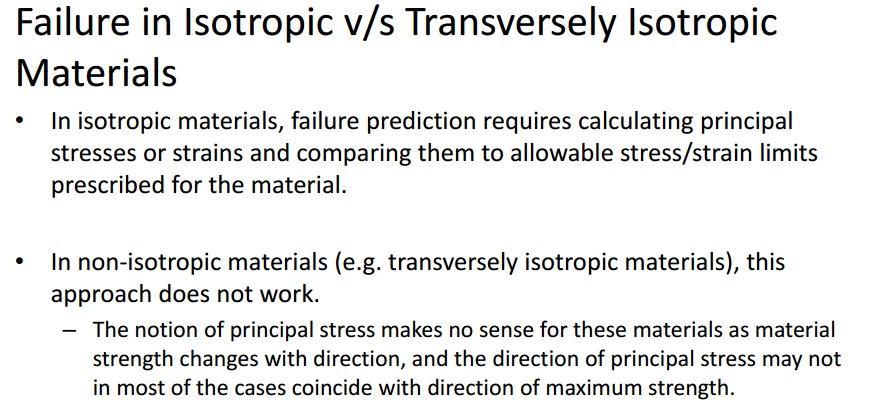 Failure in Isotropic v/s Transversely Isotropic
Materials
• In isotropic materials, failure prediction requires calculating principal
stresses or strains and comparing them to allowable stress/strain limits
prescribed for the material.
• In non-isotropic materials (e.g. transversely isotropic materials), this
approach does not work.
– The notion of principal stress makes no sense for these materials as material
strength changes with direction, and the direction of principal stress may not
in most of the cases coincide with direction of maximum strength.